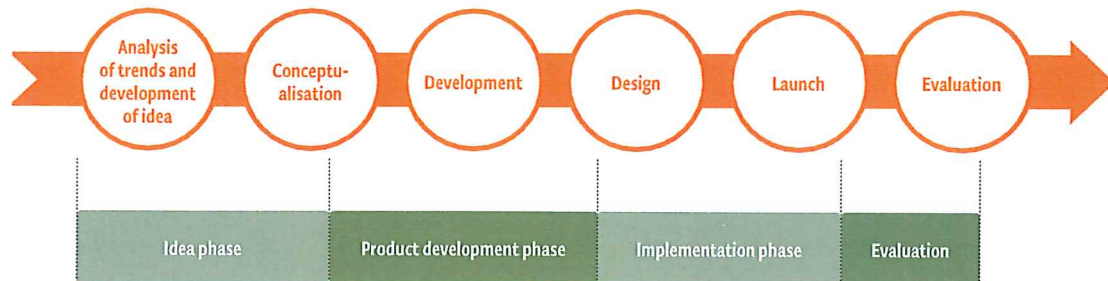 Analysis
of trends and
development
of idea
Conceptu-
alisation
Development
Design
Launch
Evaluation
Idea phase
Product development phase
Implementation phase
Evaluation